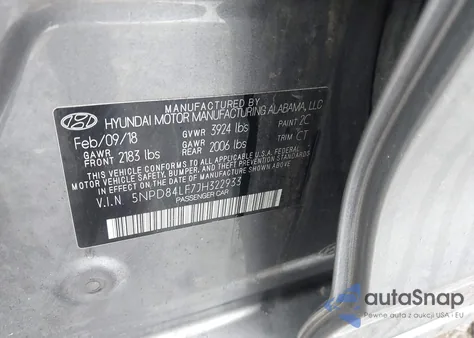 MANUFACTURED BY
HYUNDAI MOTOR MANUFACTURING ALABAMA, LLC
Feb/09/18 GVWR 3924 lbs PAINT: 2C
GAWR FRONT 2183 lbs GAWR REAR 2006 lbs TRIM: CT
THIS VEHICLE CONFORMS TO ALL APPLICABLE U.S. FEDERAL
MOTOR VEHICLE SAFETY, BUMPER, AND THEFT PREVENTION STANDARDS
IN EFFECT ON THE DATE OF MANUFACTURE SHOWN ABOVE.
V.I.N 5NPD84LF7JH322933
PASSENGER CAR
autoSnap
Pewne auta z aukcji USA i EU